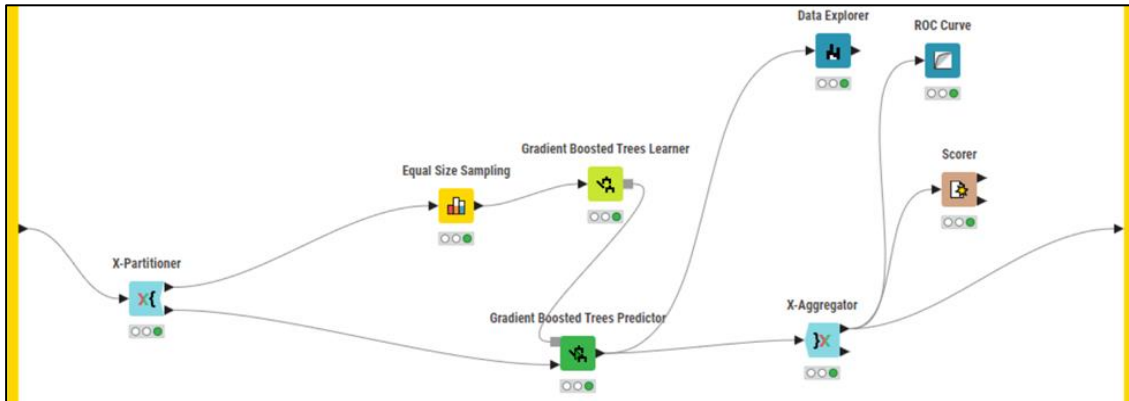 Data Explorer
ROC Curve
Gradient Boosted Trees Learner
Scorer
Equal Size Sampling
X-Partitioner
X{
X-Aggregator
Gradient Boosted Trees Predictor
}X